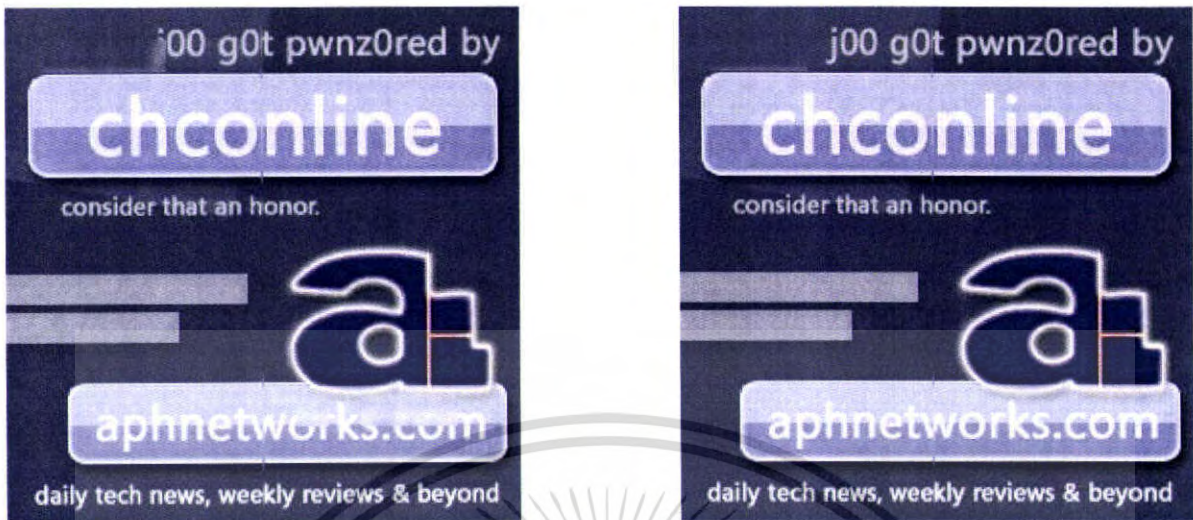 j00 g0t pwnz0red by
chconline
consider that an honor.
a
aphnetworks.com
daily tech news, weekly reviews & beyond
j00 g0t pwnz0red by
chconline
consider that an honor.
a
aphnetworks.com
daily tech news, weekly reviews & beyond